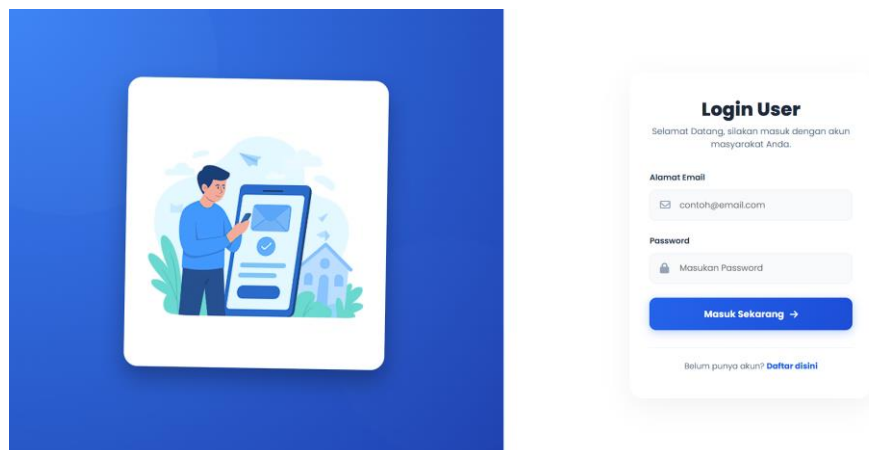 Login User
Selamat Datang, silakan masuk dengan akun
masyarakat Anda.
Alamat Email
contoh@email.com
Password
Masukan Password
Masuk Sekarang →
Belum punya akun? Daftar disini